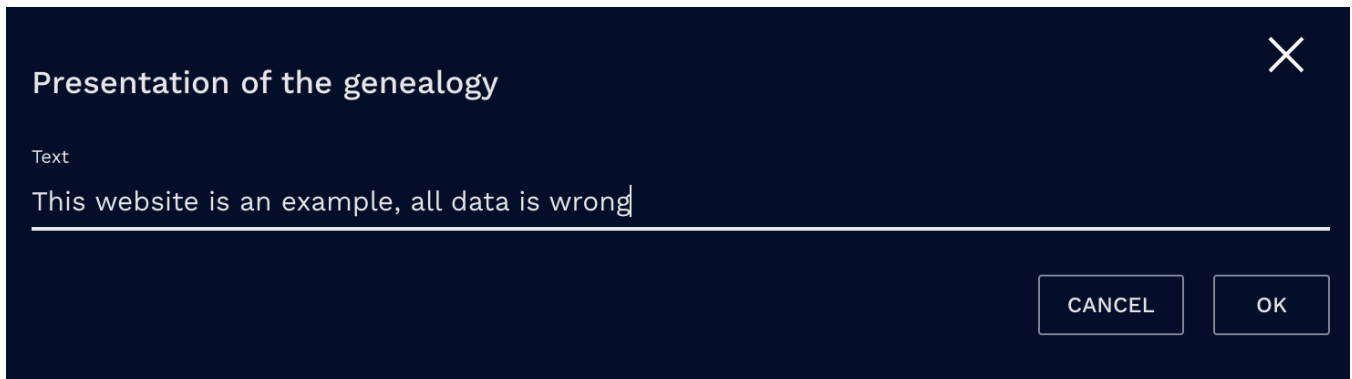 Presentation of the genealogy
Text
This website is an example, all data is wrong
CANCEL
OK